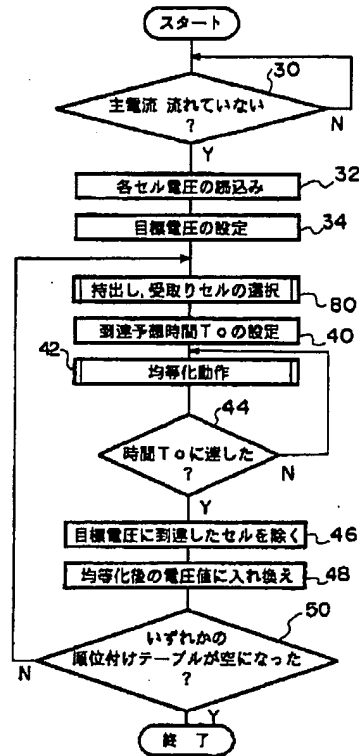 スタート
30
主電流 流れていない
?
N
Y
各セル電圧の読込み
32
目標電圧の設定
34
持出し,受取りセルの選択
80
到達予想時間Toの設定
40
42
均等化動作
44
時間Toに達した
?
N
Y
目標電圧に到達したセルを除く
46
均等化後の電圧値に入れ換え
48
50
いずれかの
順位付けテーブルが空になった
?
N
Y
終 了